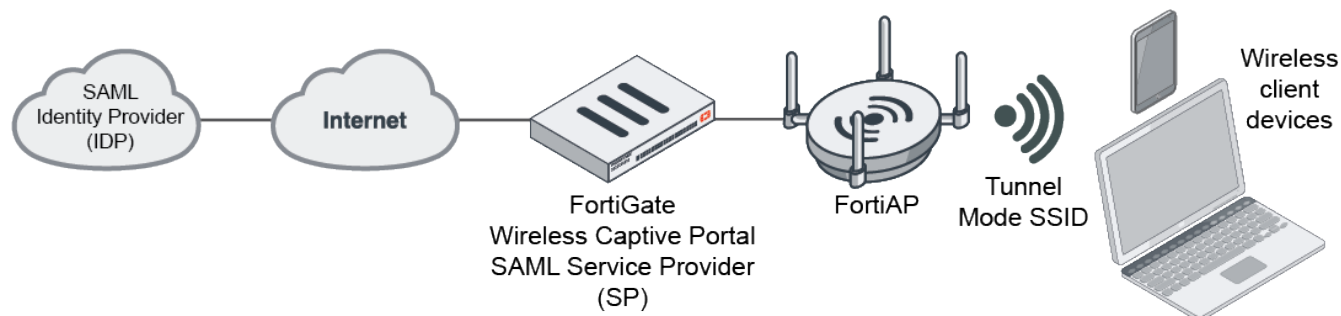 SAML
Identity Provider
(IDP)
Internet
FortiGate
Wireless Captive Portal
SAML Service Provider
(SP)
FortiAP
Tunnel
Mode SSID
Wireless
client
devices